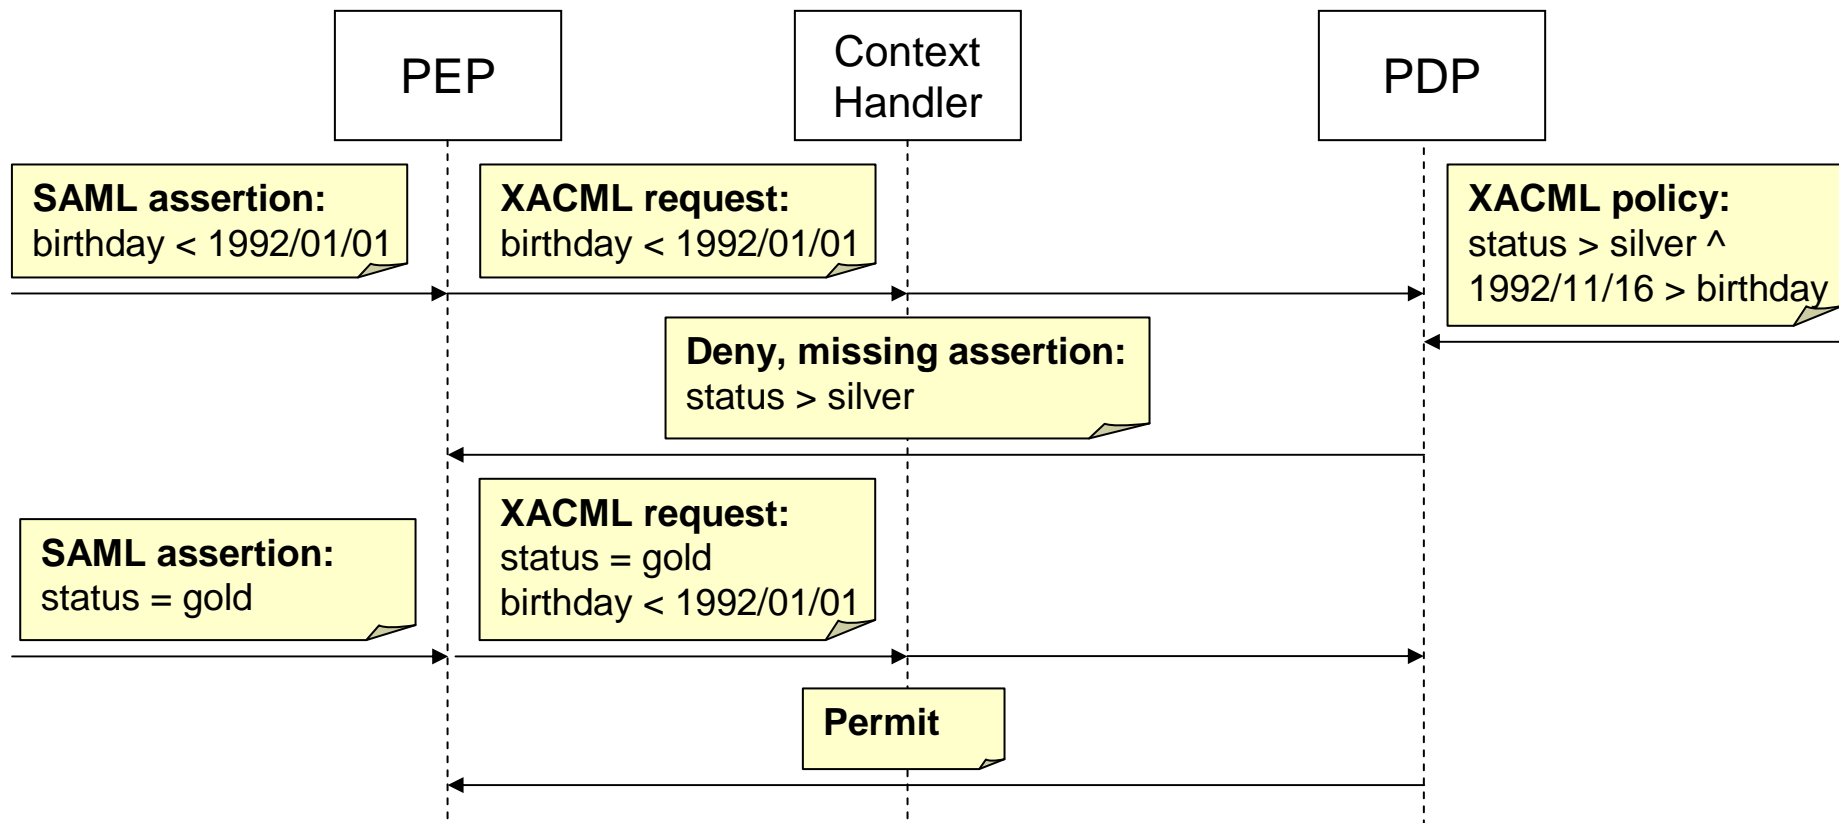 PEP
Context
Handler
PDP
SAML assertion:
birthday < 1992/01/01
XACML request:
birthday < 1992/01/01
XACML policy:
status > silver ^
1992/11/16 > birthday
Deny, missing assertion:
status > silver
SAML assertion:
status = gold
XACML request:
status = gold
birthday < 1992/01/01
Permit